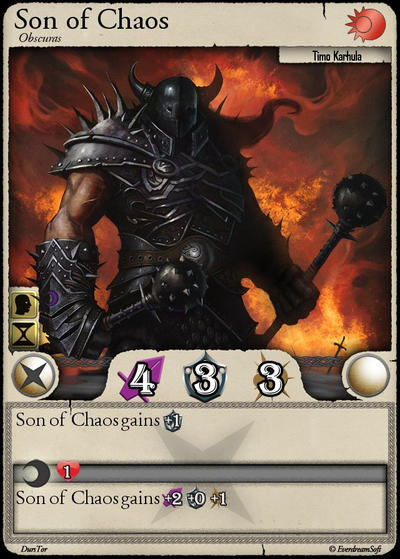 Son of Chaos
Obscuras
Timo Karhula
4 3 3
Son of Chaos gains +1
1
Son of Chaos gains +2 +0 +1
DunTor
© EverdreamSoft